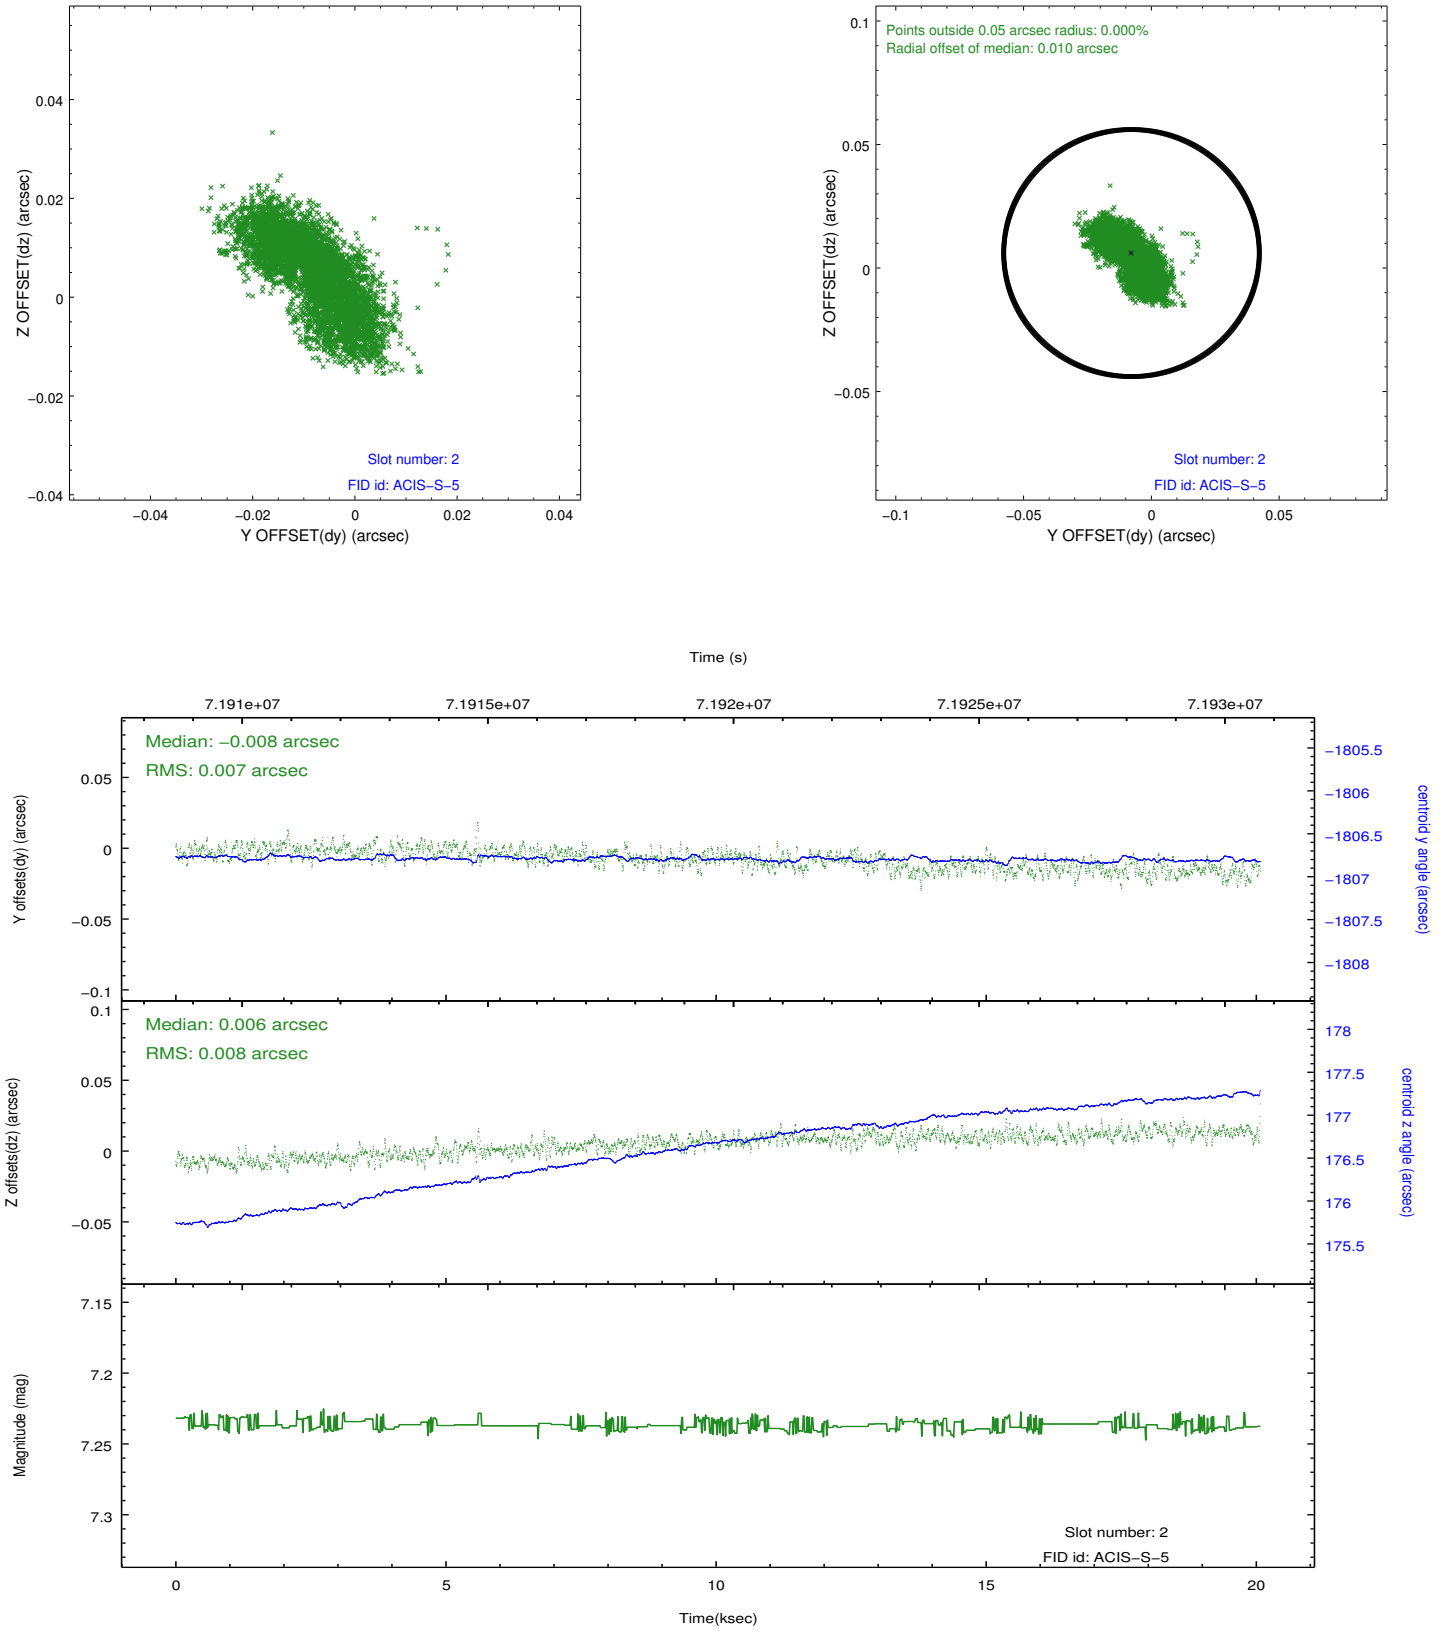 0.04
0.02
0
−0.02
−0.04
Z OFFSET(dz) (arcsec)
Slot number: 2
FID id: ACIS−S−5
−0.04
−0.02
0
0.02
0.04
Y OFFSET(dy) (arcsec)
Points outside 0.05 arcsec radius: 0.000%
Radial offset of median: 0.010 arcsec
0.1
0.05
0
−0.05
Z OFFSET(dz) (arcsec)
Slot number: 2
FID id: ACIS−S−5
−0.1
−0.05
0
0.05
Y OFFSET(dy) (arcsec)
Time (s)
7.191e+07
7.1915e+07
7.192e+07
7.1925e+07
7.193e+07
Median: −0.008 arcsec
RMS: 0.007 arcsec
0.05
0
−0.05
−0.1
Y offsets(dy) (arcsec)
−1805.5
−1806
−1806.5
−1807
−1807.5
−1808
centroid y angle (arcsec)
Median: 0.006 arcsec
RMS: 0.008 arcsec
0.1
0.05
0
−0.05
Z offsets(dz) (arcsec)
178
177.5
177
176.5
176
175.5
centroid z angle (arcsec)
7.15
7.2
7.25
7.3
Magnitude (mag)
Slot number: 2
FID id: ACIS−S−5
0
5
10
15
20
Time(ksec)